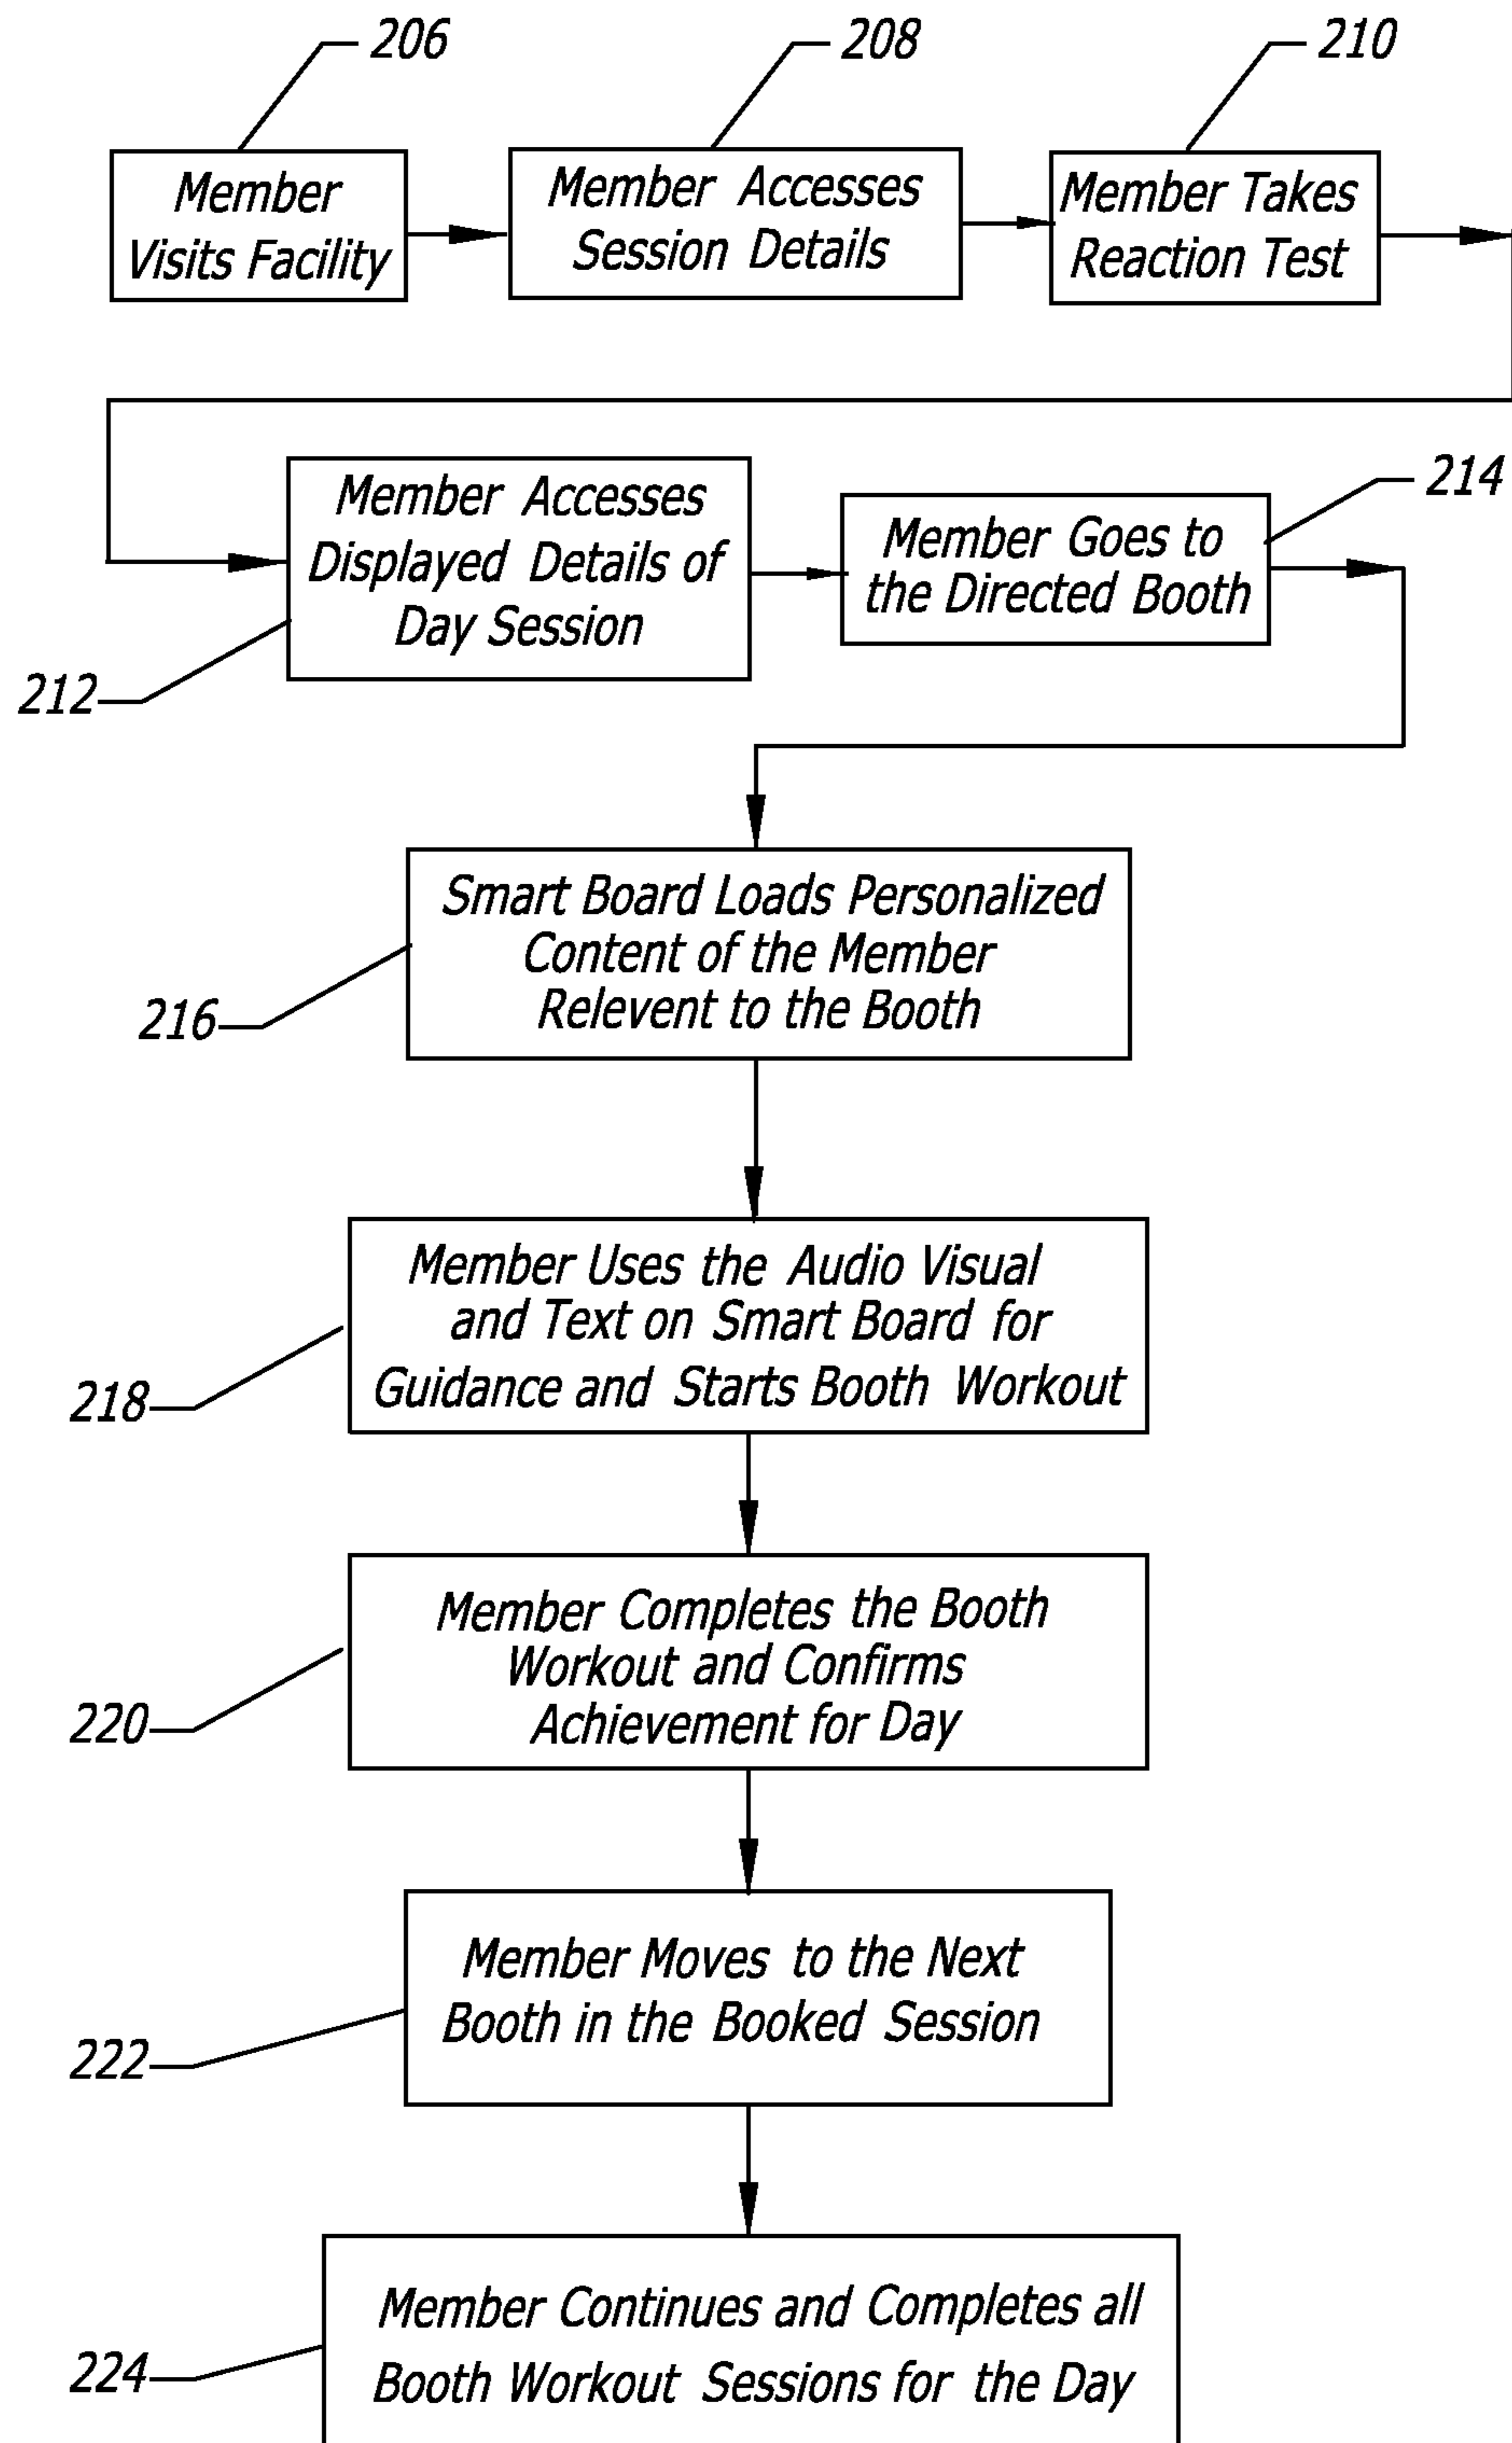 206
208
210
Member
Visits Facility
Member Accesses
Session Details
Member Takes
Reaction Test
Member Accesses
Displayed Details of
Day Session
212
Member Goes to
the Directed Booth
214
Smart Board Loads Personalized
Content of the Member
Relevent to the Booth
216
Member Uses the Audio Visual
and Text on Smart Board for
Guidance and Starts Booth Workout
218
Member Completes the Booth
Workout and Confirms
Achievement for Day
220
Member Moves to the Next
Booth in the Booked Session
222
Member Continues and Completes all
Booth Workout Sessions for the Day
224